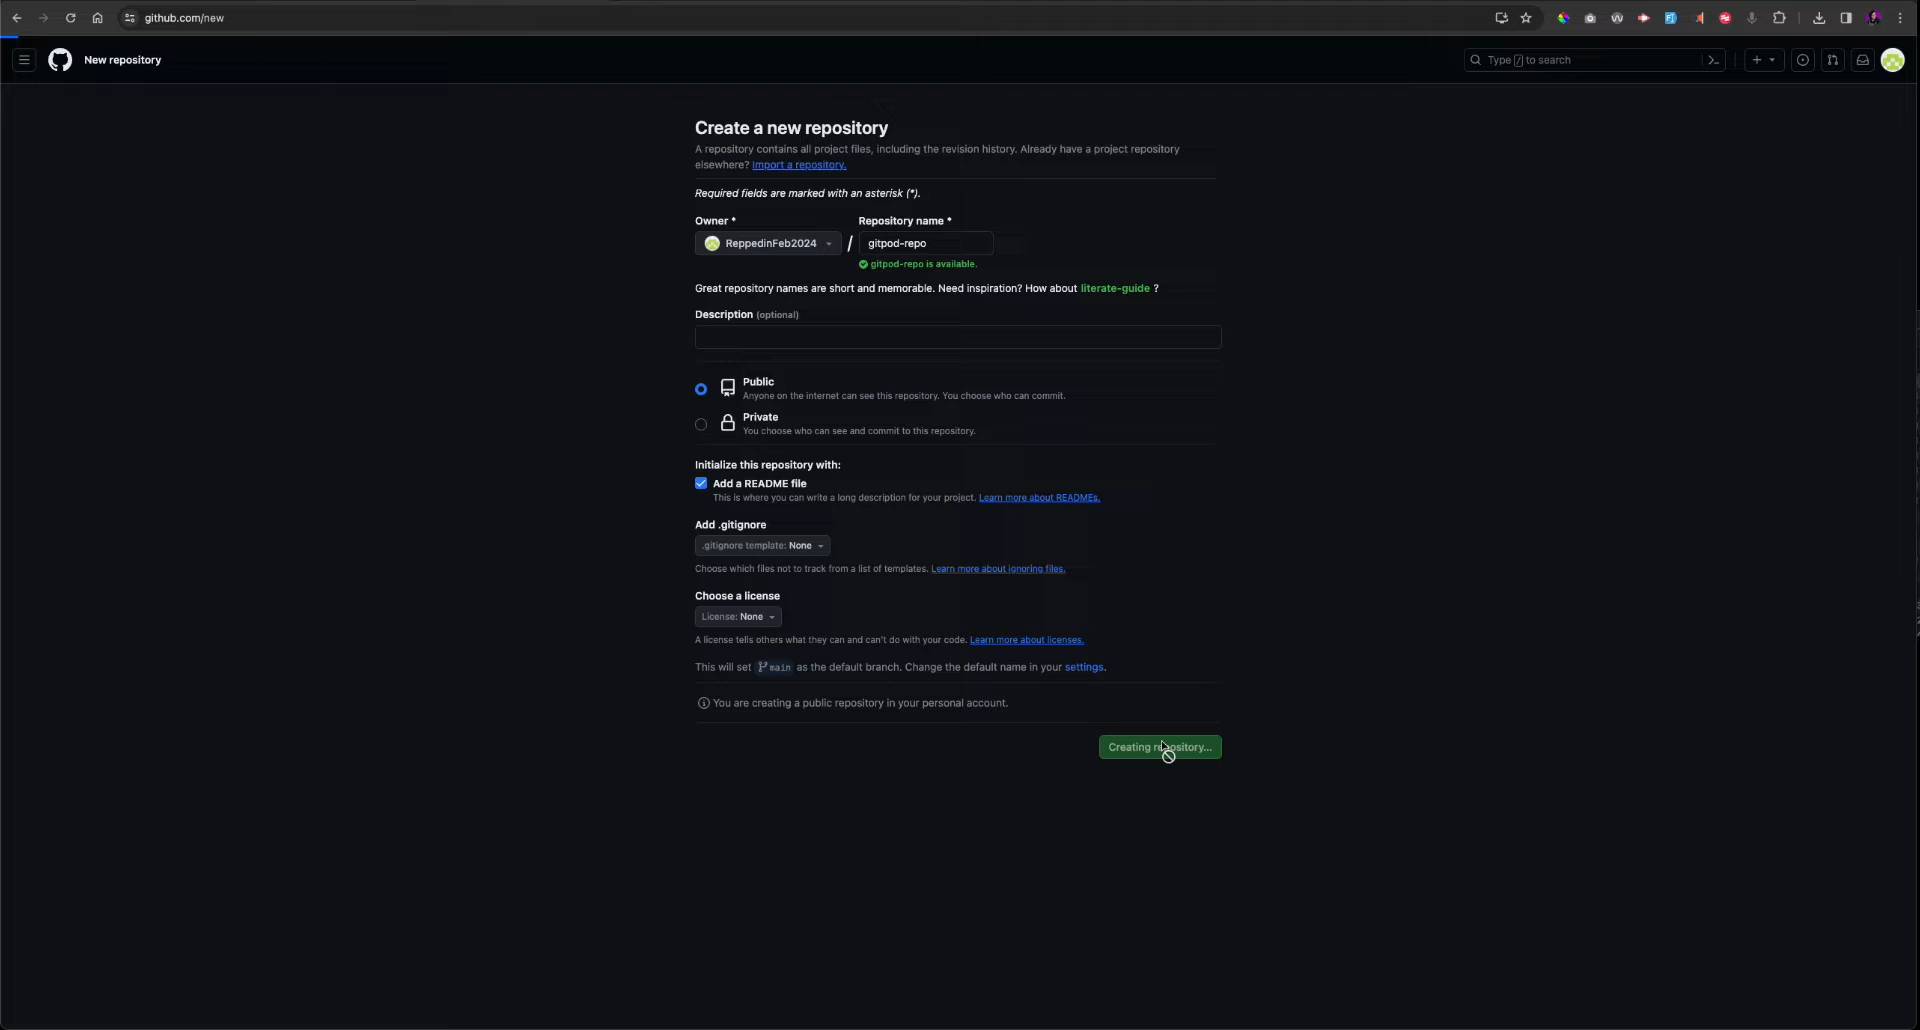 github.com/new
New repository
Type / to search
Create a new repository
A repository contains all project files, including the revision history. Already have a project repository
elsewhere? Import a repository.
Required fields are marked with an asterisk (*).
Owner *
Repository name *
ReppedinFeb2024 / gitpod-repo
gitpod-repo is available.
Great repository names are short and memorable. Need inspiration? How about literate-guide ?
Description (optional)
Public
Anyone on the internet can see this repository. You choose who can commit.
Private
You choose who can see and commit to this repository.
Initialize this repository with:
Add a README file
This is where you can write a long description for your project. Learn more about READMEs.
Add .gitignore
.gitignore template: None
Choose which files not to track from a list of templates. Learn more about ignoring files.
Choose a license
License: None
A license tells others what they can and can't do with your code. Learn more about licenses.
This will set main as the default branch. Change the default name in your settings.
You are creating a public repository in your personal account.
Creating repository...